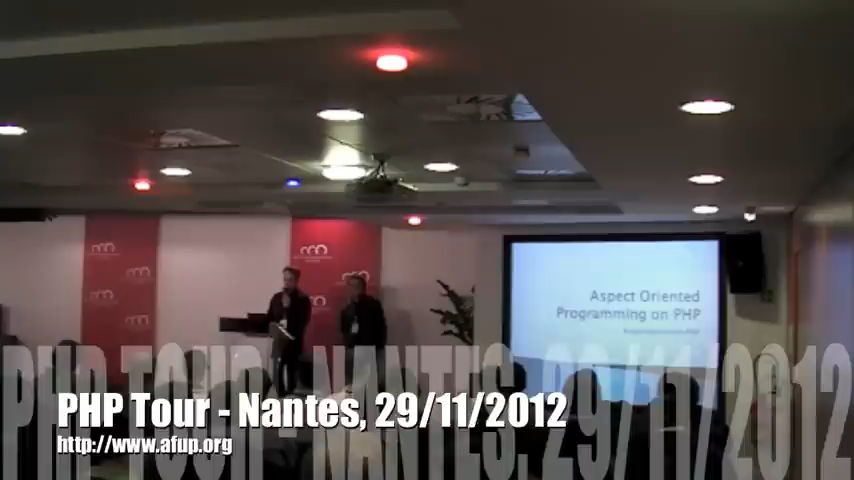 Aspect Oriented
Programming on PHP
PHP TOUR - NANTES, 29/11/2012
PHP Tour - Nantes, 29/11/2012
http://www.afup.org